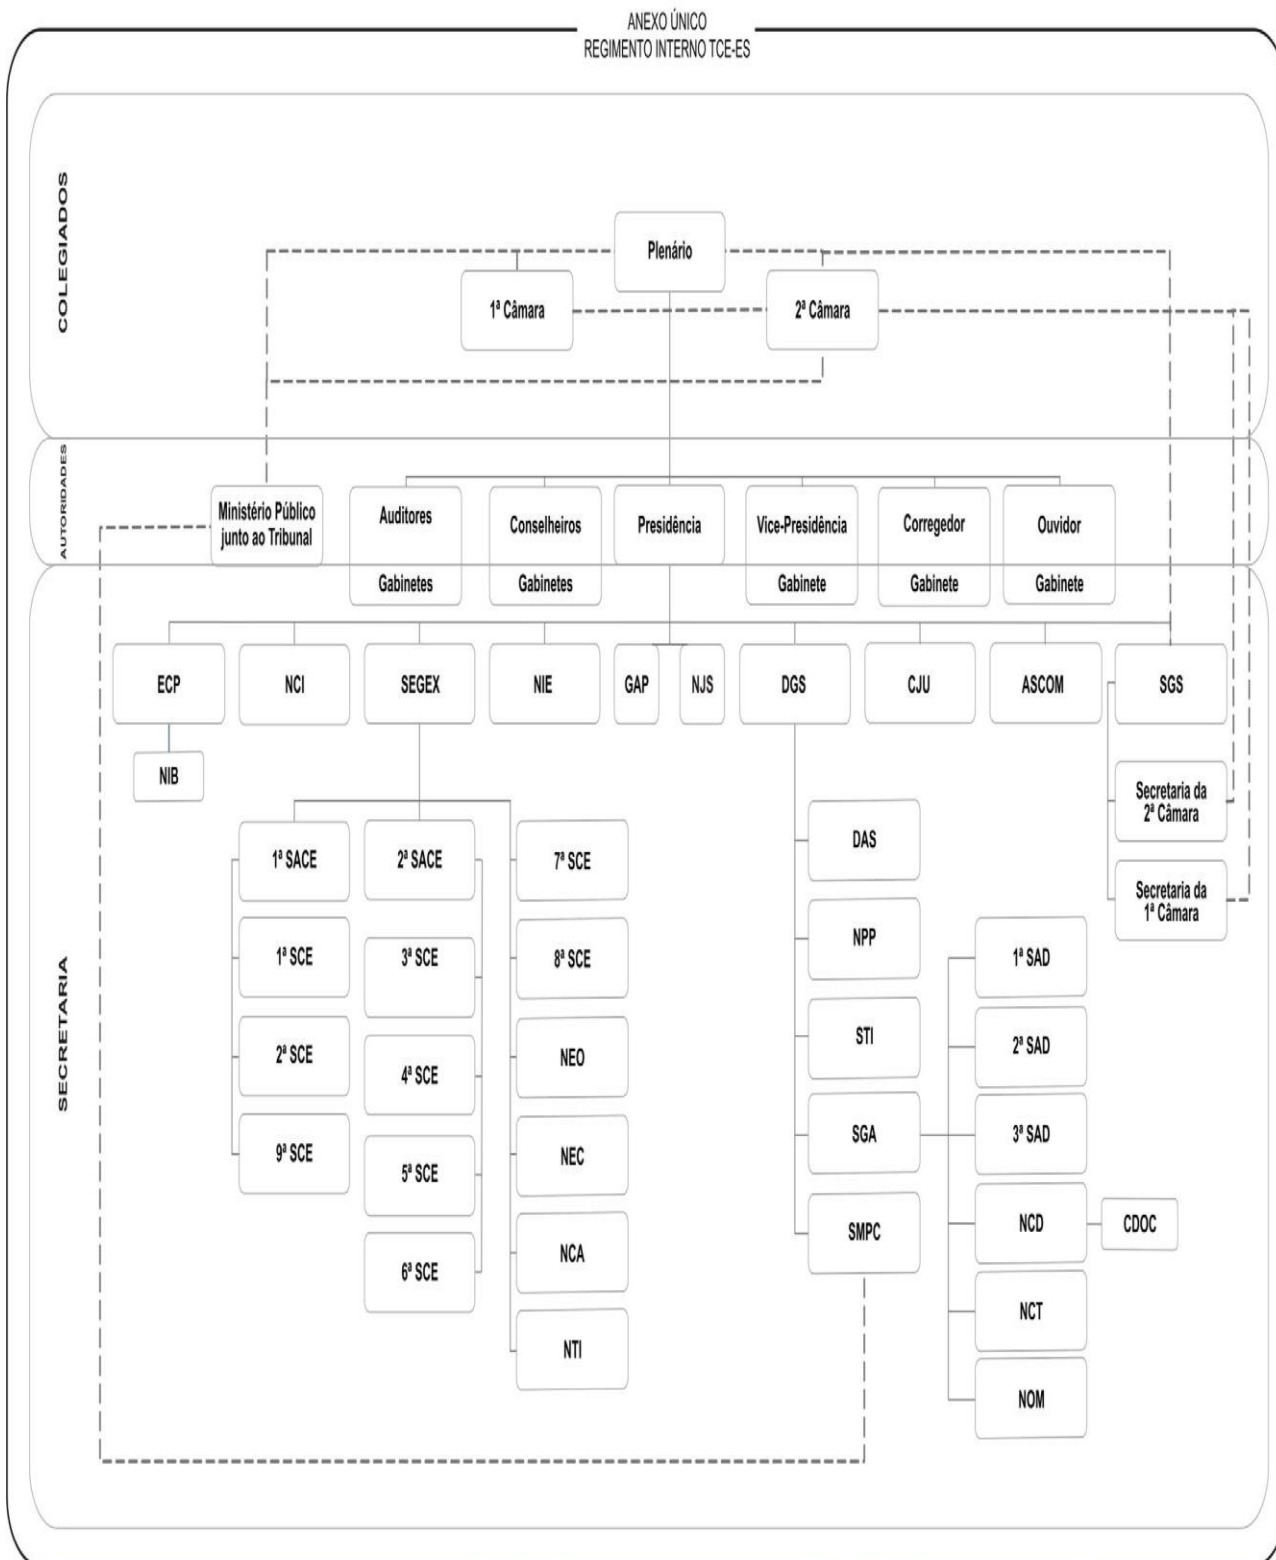 ANEXO ÚNICO
REGIMENTO INTERNO TCE-ES
COLEGIADOS
Plenário
1ª Câmara
2ª Câmara
AUTORIDADES
Ministério Público
junto ao Tribunal
Auditores
Gabinetes
Conselheiros
Gabinetes
Presidência
Vice-Presidência
Gabinete
Corregedor
Gabinete
Ouvidor
Gabinete
SECRETARIA
ECP
NCI
SEGEX
NIE
GAP
NJS
DGS
CJU
ASCOM
SGS
NIB
Secretaria da
2ª Câmara
Secretaria da
1ª Câmara
1ª SACE
1ª SCE
2ª SCE
9ª SCE
2ª SACE
3ª SCE
4ª SCE
5ª SCE
6ª SCE
7ª SCE
8ª SCE
NEO
NEC
NCA
NTI
DAS
NPP
STI
SGA
SMPC
1ª SAD
2ª SAD
3ª SAD
NCD
CDOC
NCT
NOM